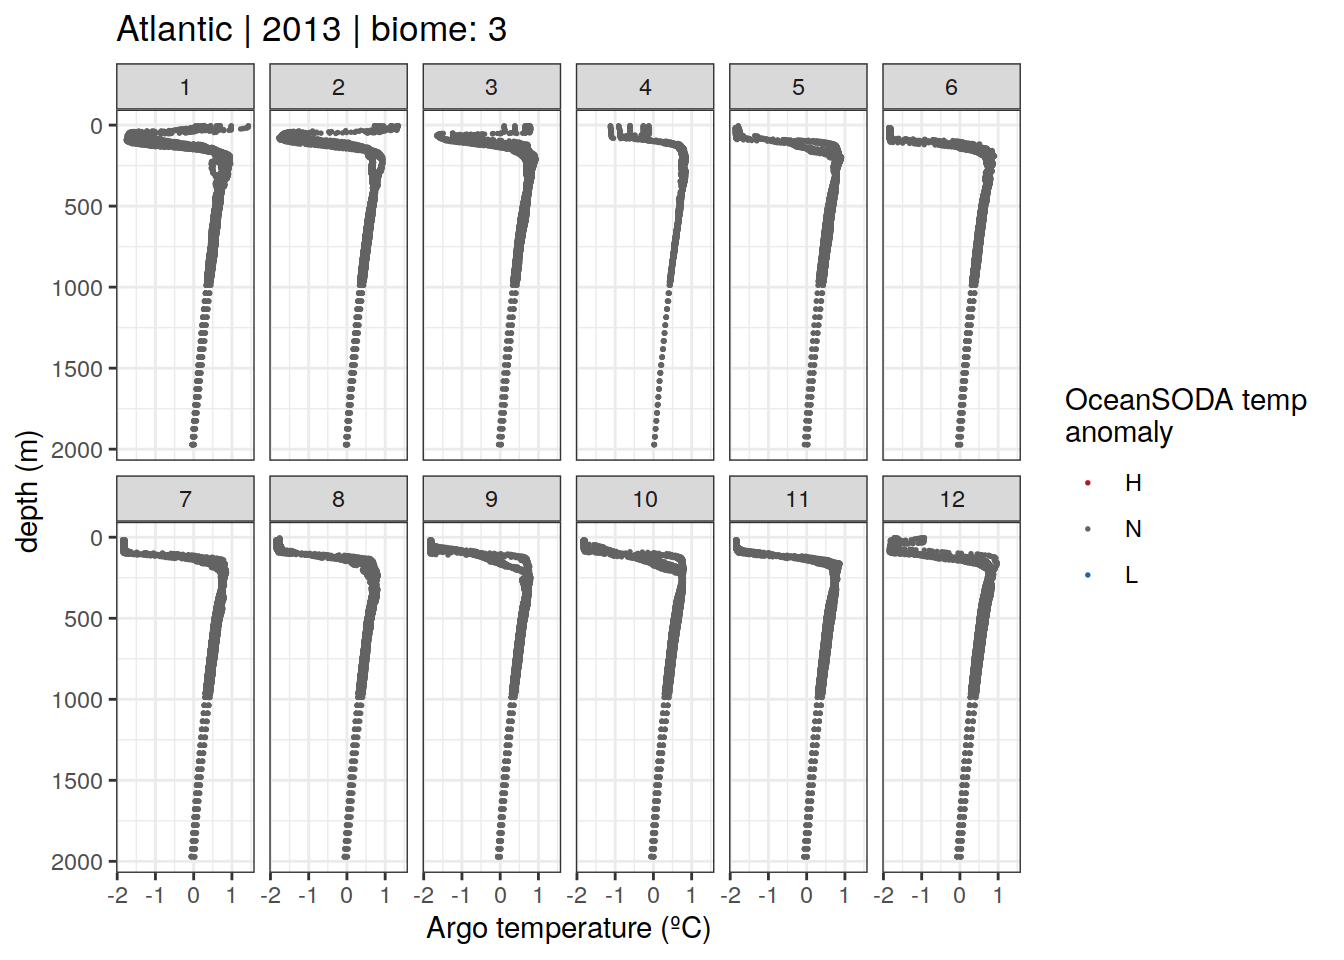 Atlantic | 2013 | biome: 3
1 2 3 4 5 6
0
500
1000
1500
2000
7 8 9 10 11 12
0
500
1000
1500
2000
-2 -1 0 1 -2 -1 0 1 -2 -1 0 1 -2 -1 0 1 -2 -1 0 1 -2 -1 0 1
Argo temperature (ºC)
depth (m)
OceanSODA temp
anomaly
H
N
L